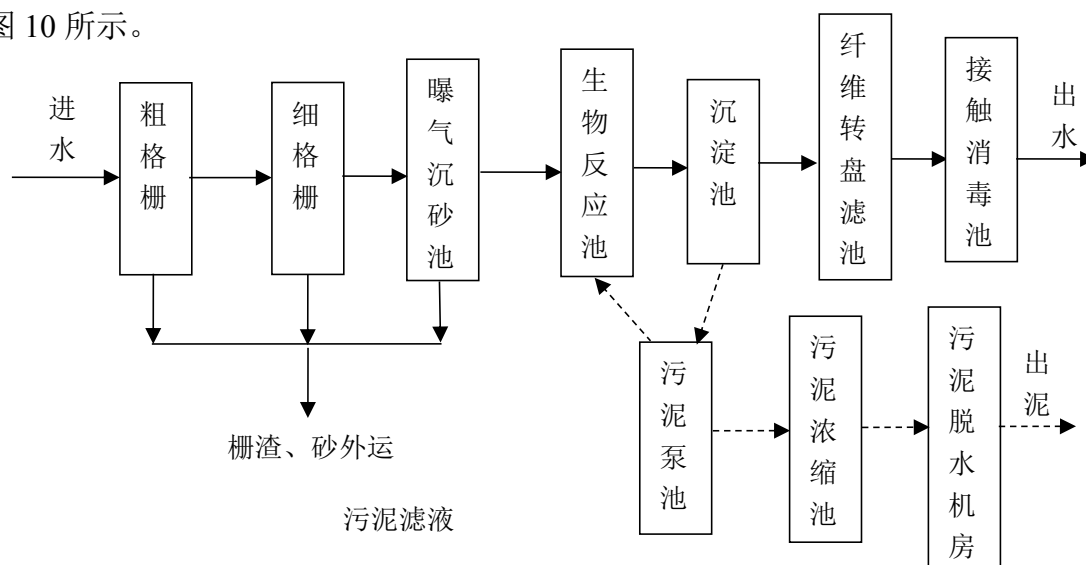 图 10 所示。
进水
粗格栅
细格栅
曝气沉砂池
生物反应池
沉淀池
纤维转盘滤池
接触消毒池
出水
污泥泵池
污泥浓缩池
污泥脱水机房
出泥
栅渣、砂外运
污泥滤液